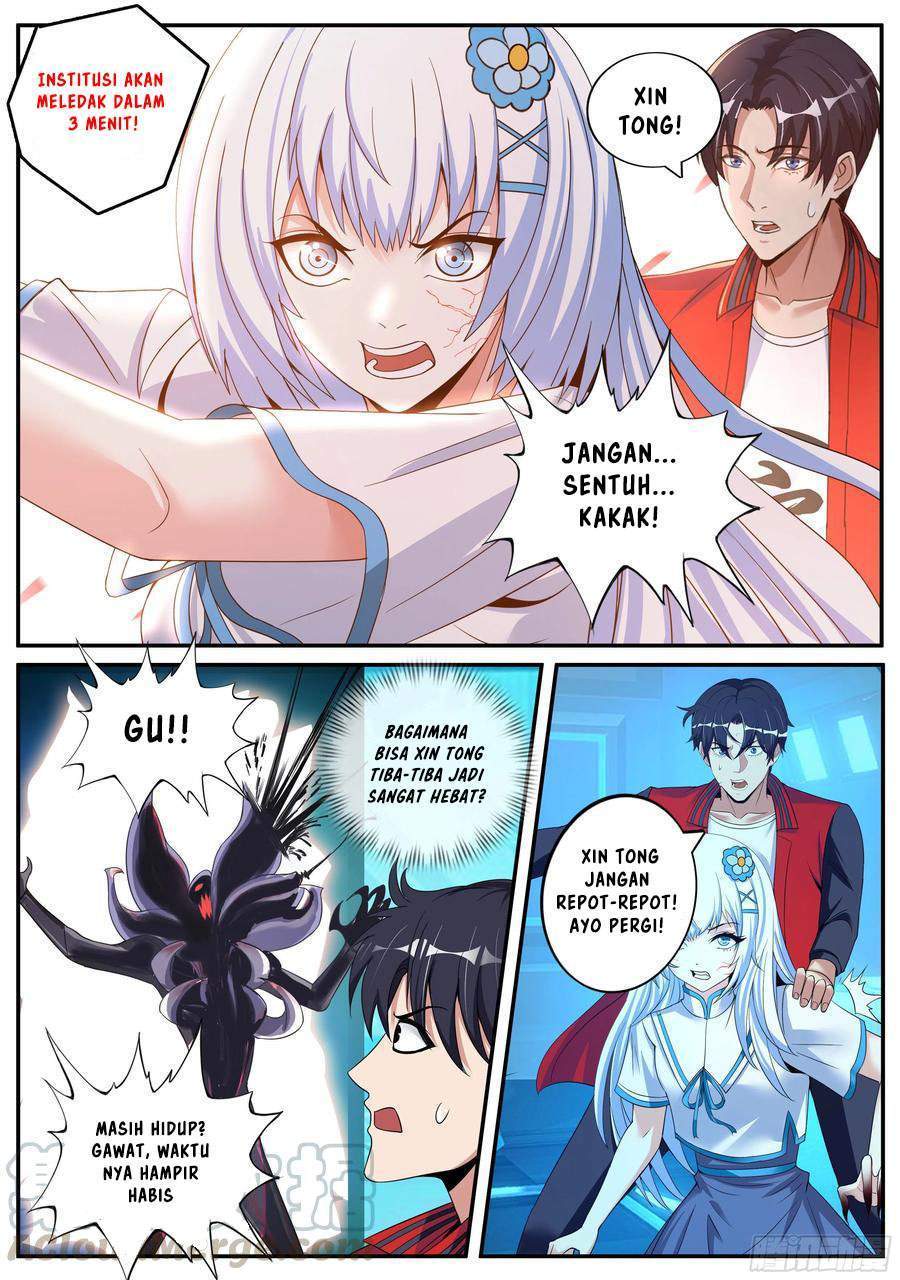 INSTITUSI AKAN
MELEDAK DALAM
3 MENIT!
XIN
TONG!
JANGAN...
SENTUH...
KAKAK!
GU!!
BAGAIMANA
BISA XIN TONG
TIBA-TIBA JADI
SANGAT HEBAT?
MASIH HIDUP?
GAWAT, WAKTU
NYA HAMPIR
HABIS
XIN TONG
JANGAN
REPOT-REPOT!
AYO PERGI!